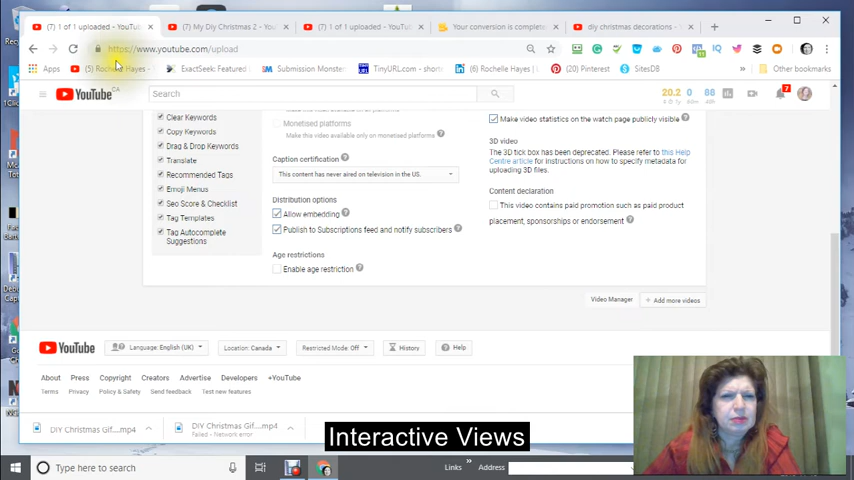 (7) 1 of 1 uploaded - YouTu
(7) My Diy Christmas 2 - YouTu
(7) 1 of 1 uploaded - YouTu
Your conversion is complete
diy christmas decorations - Yo
https://www.youtube.com/upload
Apps
(5) Rochelle Hayes -
ExactSeek: Featured
Submission Monster
TinyURL.com - shorte
(6) Rochelle Hayes | L
(20) Pinterest
SitesDB
Other bookmarks
YouTube CA
Search
20.2 0 88
7
Clear Keywords
Copy Keywords
Drag & Drop Keywords
Translate
Recommended Tags
Emoji Menus
SEO Score & Checklist
Tag Templates
Tag Autocomplete
Suggestions
Monetised platforms
Make this video available only on monetised platforms
Caption certification
This content has never aired on television in the US.
Distribution options
Allow embedding
Publish to Subscriptions feed and notify subscribers
Age restrictions
Enable age restriction
Make video statistics on the watch page publicly visible
3D video
The 3D tick box has been deprecated. Please refer to this Help
Centre article for instructions on how to specify metadata for
uploading 3D files.
Content declaration
This video contains paid promotion such as paid product
placement, sponsorships or endorsement
Video Manager
+ Add more videos
YouTube
Language: English (UK)
Location: Canada
Restricted Mode: Off
History
Help
About Press Copyright Creators Advertise Developers +YouTube
Terms Privacy Policy & Safety Send feedback Test new features
DIY Christmas Gif....mp4
DIY Christmas Gif....mp4
Failed - Network error
Interactive Views
Type here to search
Links
Address